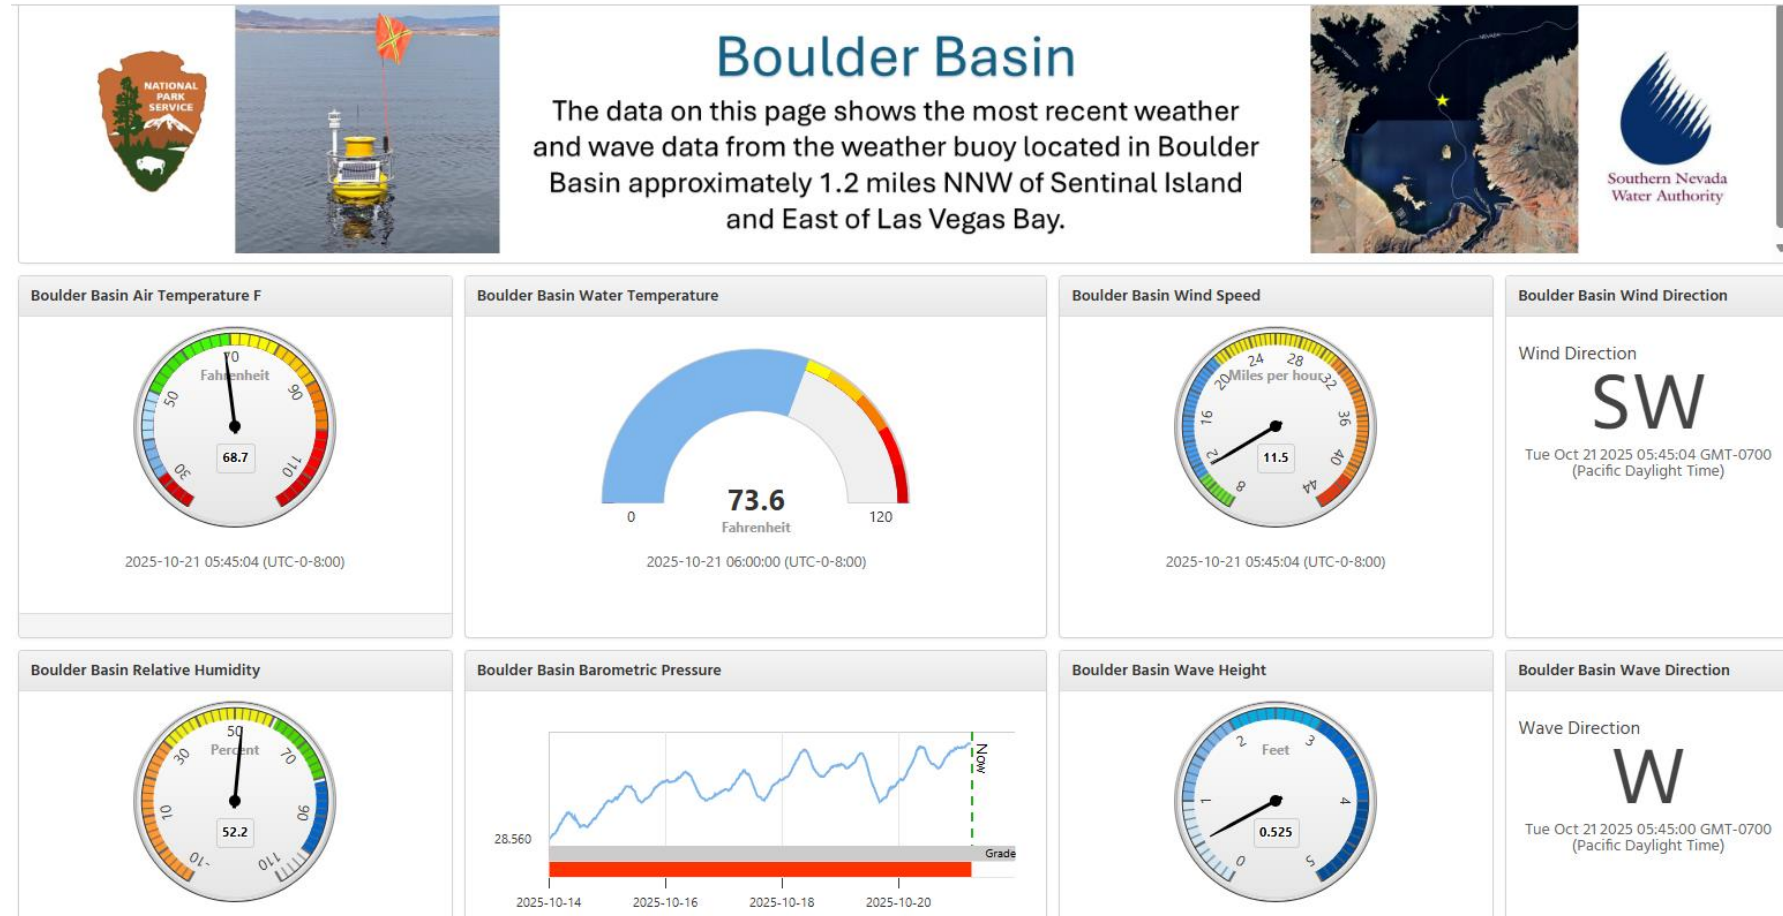 NATIONAL
PARK
SERVICE
Boulder Basin
The data on this page shows the most recent weather
and wave data from the weather buoy located in Boulder
Basin approximately 1.2 miles NNW of Sentinal Island
and East of Las Vegas Bay.
Southern Nevada
Water Authority
Boulder Basin Air Temperature F
30
50
70
90
110
Fahrenheit
68.7
2025-10-21 05:45:04 (UTC-0-8:00)
Boulder Basin Water Temperature
73.6
0
120
Fahrenheit
2025-10-21 06:00:00 (UTC-0-8:00)
Boulder Basin Wind Speed
8
16
20
24
28
32
36
40
44
Miles per hour
11.5
2025-10-21 05:45:04 (UTC-0-8:00)
Boulder Basin Wind Direction
Wind Direction
SW
Tue Oct 21 2025 05:45:04 GMT-0700
(Pacific Daylight Time)
Boulder Basin Relative Humidity
-10
10
30
50
70
90
110
Percent
52.2
Boulder Basin Barometric Pressure
Now
28.560
Grade
2025-10-14
2025-10-16
2025-10-18
2025-10-20
Boulder Basin Wave Height
0
1
2
3
4
5
Feet
0.525
Boulder Basin Wave Direction
Wave Direction
W
Tue Oct 21 2025 05:45:00 GMT-0700
(Pacific Daylight Time)